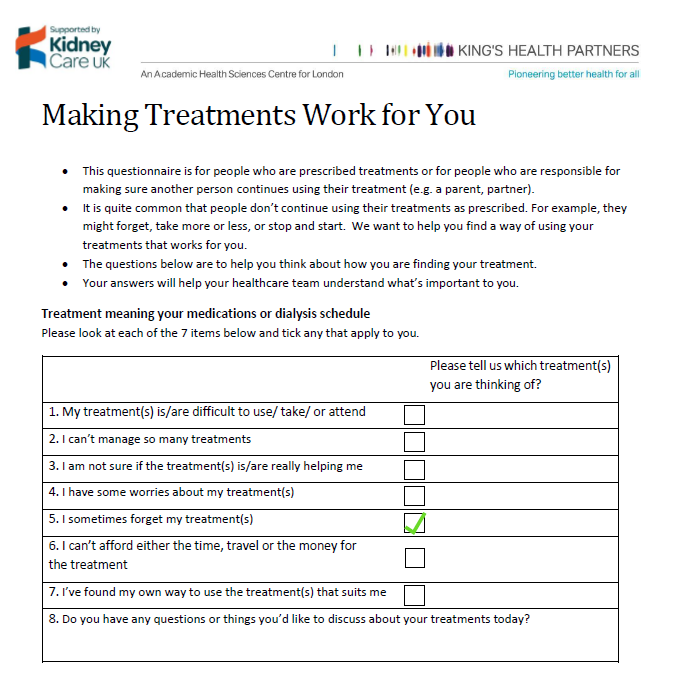 Supported by
Kidney
Care UK
KING'S HEALTH PARTNERS
An Academic Health Sciences Centre for London
Pioneering better health for all
Making Treatments Work for You
• This questionnaire is for people who are prescribed treatments or for people who are responsible for
making sure another person continues using their treatment (e.g. a parent, partner).
• It is quite common that people don't continue using their treatments as prescribed. For example, they
might forget, take more or less, or stop and start. We want to help you find a way of using your
treatments that works for you.
• The questions below are to help you think about how you are finding your treatment.
• Your answers will help your healthcare team understand what's important to you.
Treatment meaning your medications or dialysis schedule
Please look at each of the 7 items below and tick any that apply to you.
Please tell us which treatment(s)
you are thinking of?
1. My treatment(s) is/are difficult to use/ take/ or attend
2. I can't manage so many treatments
3. I am not sure if the treatment(s) is/are really helping me
4. I have some worries about my treatment(s)
5. I sometimes forget my treatment(s)
6. I can't afford either the time, travel or the money for
the treatment
7. I've found my own way to use the treatment(s) that suits me
8. Do you have any questions or things you'd like to discuss about your treatments today?